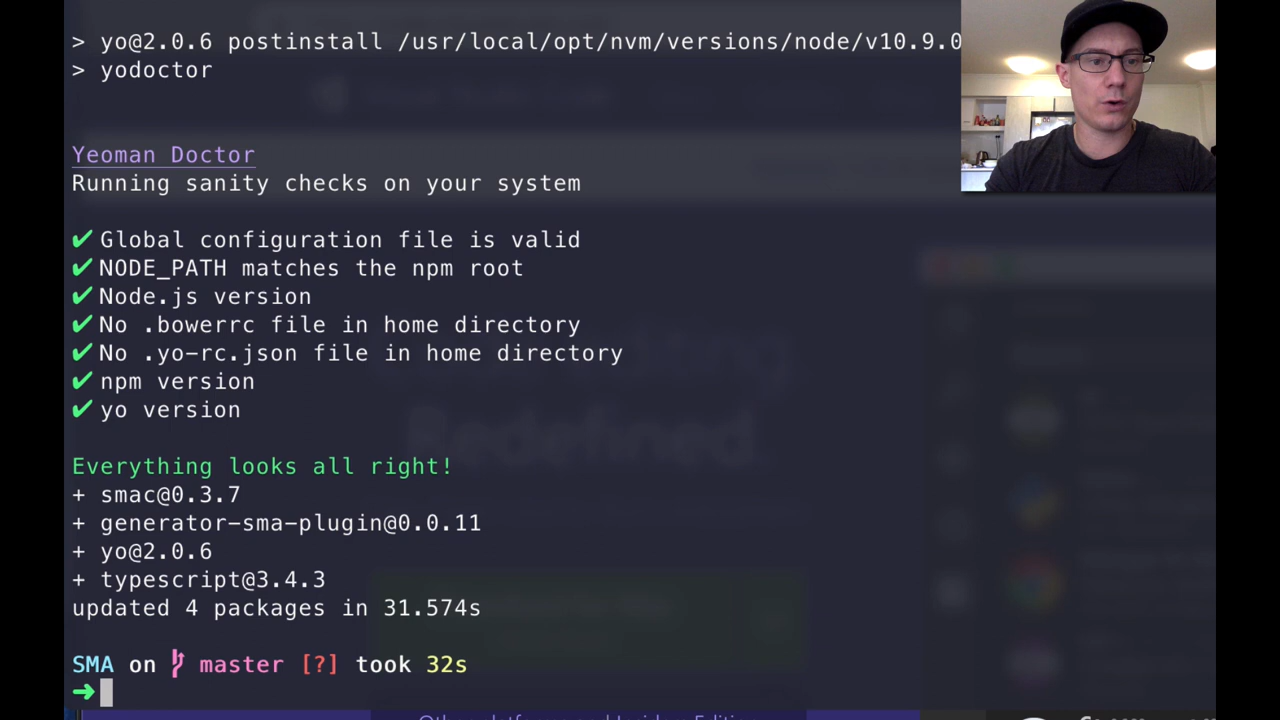 > yo@2.0.6 postinstall /usr/local/opt/nvm/versions/node/v10.9.0
> yodoctor
Yeoman Doctor
Running sanity checks on your system
✔ Global configuration file is valid
✔ NODE_PATH matches the npm root
✔ Node.js version
✔ No .bowerrc file in home directory
✔ No .yo-rc.json file in home directory
✔ npm version
✔ yo version
Everything looks all right!
+ smac@0.3.7
+ generator-sma-plugin@0.0.11
+ yo@2.0.6
+ typescript@3.4.3
updated 4 packages in 31.574s
SMA on master [?] took 32s
➜
Redefined.